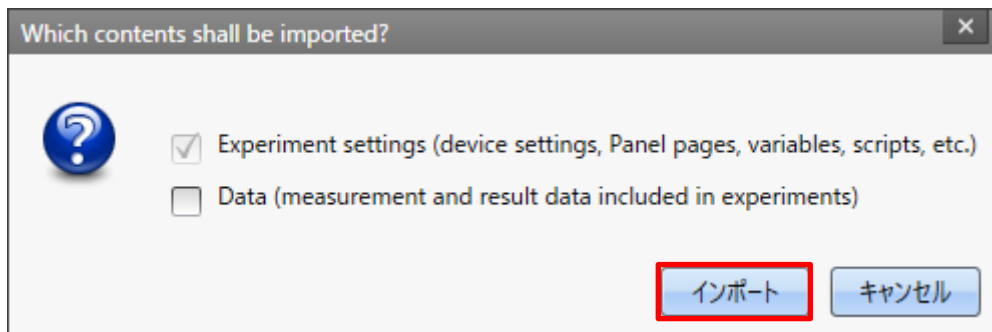 Which contents shall be imported?
Experiment settings (device settings, Panel pages, variables, scripts, etc.)
Data (measurement and result data included in experiments)
インポート キャンセル